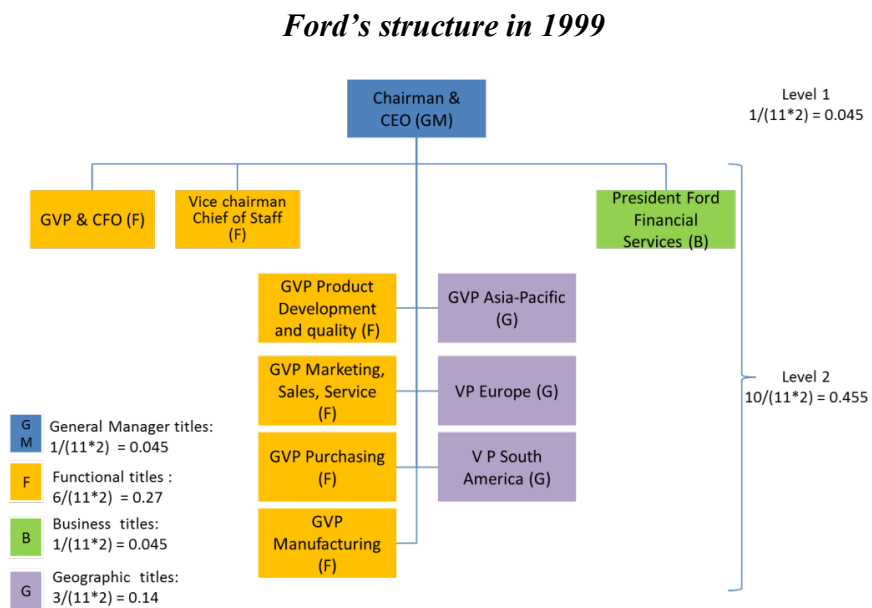 Ford’s structure in 1999
Chairman &
CEO (GM)
Level 1
1/(11*2) = 0.045
GVP & CFO (F)
Vice chairman
Chief of Staff
(F)
President Ford
Financial
Services (B)
GVP Product
Development
and quality (F)
GVP Asia-Pacific
(G)
GVP Marketing,
Sales, Service
(F)
VP Europe (G)
Level 2
10/(11*2) = 0.455
GVP Purchasing
(F)
V P South
America (G)
GVP
Manufacturing
(F)
G
M
General Manager titles:
1/(11*2) = 0.045
F
Functional titles :
6/(11*2) = 0.27
B
Business titles:
1/(11*2) = 0.045
G
Geographic titles:
3/(11*2) = 0.14